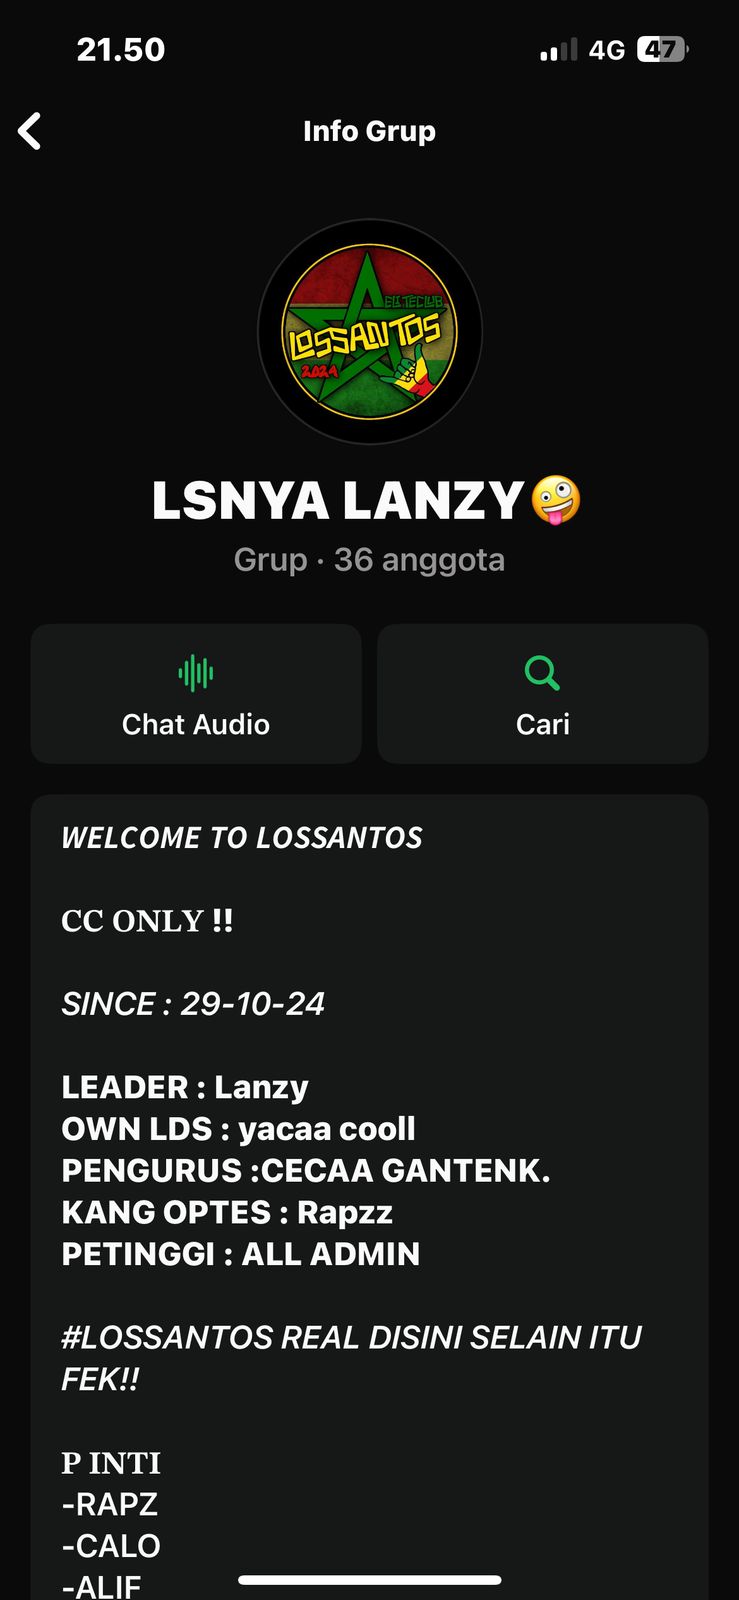 21.50
4G
47
Info Grup
ELITECLUB
LOSSANTOS
2024
LSNYA LANZY🤪
Grup · 36 anggota
Chat Audio
Cari
WELCOME TO LOSSANTOS
CC ONLY !!
SINCE : 29-10-24
LEADER : Lanzy
OWN LDS : yacaa cooll
PENGURUS :CECAA GANTENK.
KANG OPTES : Rapzz
PETINGGI : ALL ADMIN
#LOSSANTOS REAL DISINI SELAIN ITU
FEK!!
P INTI
-RAPZ
-CALO
-ALIF